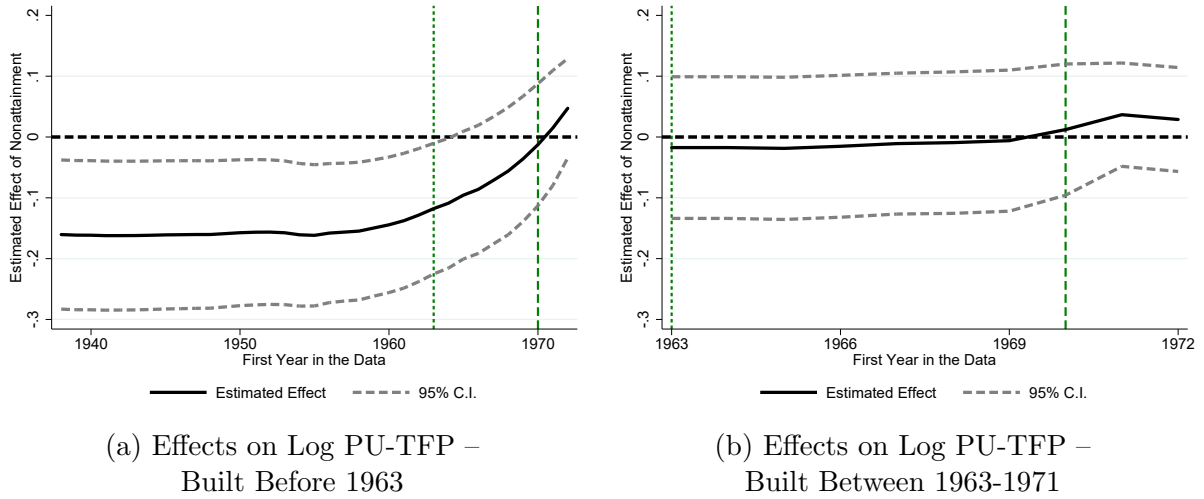 Estimated Effect of Nonattainment
.2
.1
0
-.1
-.2
-.3
1940
1950
1960
1970
First Year in the Data
Estimated Effect
95% C.I.
(a) Effects on Log PU-TFP –
Built Before 1963
Estimated Effect of Nonattainment
.2
.1
0
-.1
-.2
-.3
1963
1966
1969
1972
First Year in the Data
Estimated Effect
95% C.I.
(b) Effects on Log PU-TFP –
Built Between 1963-1971